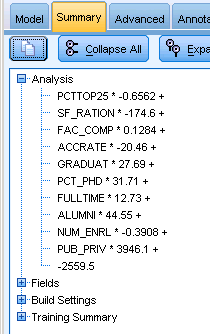 Model Summary Advanced Annota
Collapse All Expa
Analysis
PCTTOP25 * -0.6562 +
SF_RATION * -174.6 +
FAC_COMP * 0.1284 +
ACCRATE * -20.46 +
GRADUAT * 27.69 +
PCT_PHD * 31.71 +
FULLTIME * 12.73 +
ALUMNI * 44.55 +
NUM_ENRL * -0.3908 +
PUB_PRIV * 3946.1 +
-2559.5
Fields
Build Settings
Training Summary